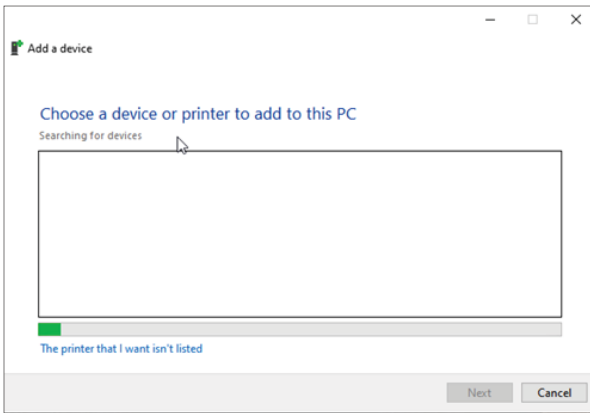 Add a device
Choose a device or printer to add to this PC
Searching for devices
The printer that I want isn't listed
Next Cancel